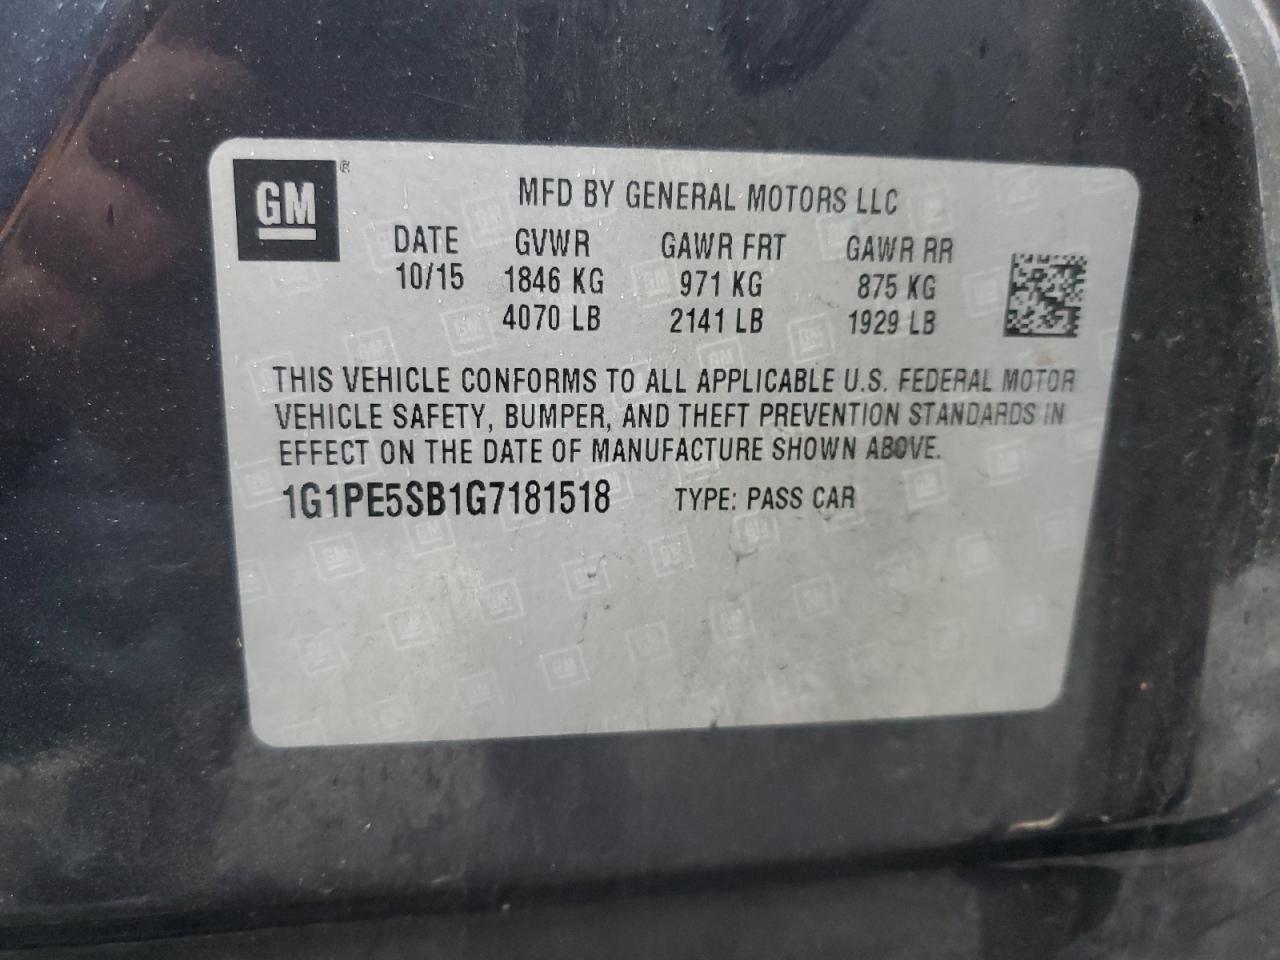 GM ®
MFD BY GENERAL MOTORS LLC
DATE GVWR GAWR FRT GAWR RR
10/15 1846 KG 971 KG 875 KG
4070 LB 2141 LB 1929 LB
THIS VEHICLE CONFORMS TO ALL APPLICABLE U.S. FEDERAL MOTOR
VEHICLE SAFETY, BUMPER, AND THEFT PREVENTION STANDARDS IN
EFFECT ON THE DATE OF MANUFACTURE SHOWN ABOVE.
1G1PE5SB1G7181518 TYPE: PASS CAR